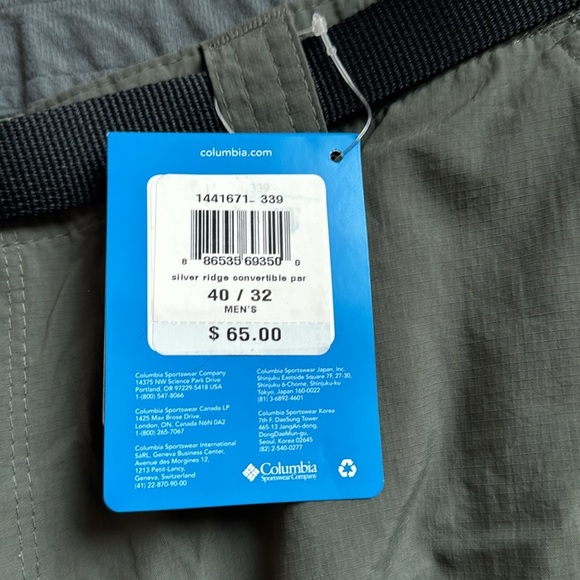 columbia.com
1441671_ 339
8 86535 69350 0
silver ridge convertible par
40 / 32
MEN'S
$ 65.00
Columbia Sportswear Company
14375 NW Science Park Drive
Portland, OR 97229-5418 USA
1-(800) 547-8066
Columbia Sportswear Canada LP
1425 Max Brose Drive,
London, ON, Canada N6N 0A2
1-(800) 265-7067
Columbia Sportswear International
SàRL, Geneva Business Center,
Avenue des Morgines 12,
1213 Petit-Lancy,
Geneva, Switzerland
(41) 22-870-90-00
Columbia Sportswear Japan, Inc.
Shinjuku Eastside Square 7F, 27-30,
Shinjuku 6-Chome, Shinjuku-ku
Tokyo, Japan 160-0022
(81) 3-6892-4601
Columbia Sportswear Korea
7th F. DaeSung Tower
465-13 JangAn-dong,
DongDaeMun-gu,
Seoul, Korea 02645
(82) 2-540-0277
Columbia
Sportswear Company